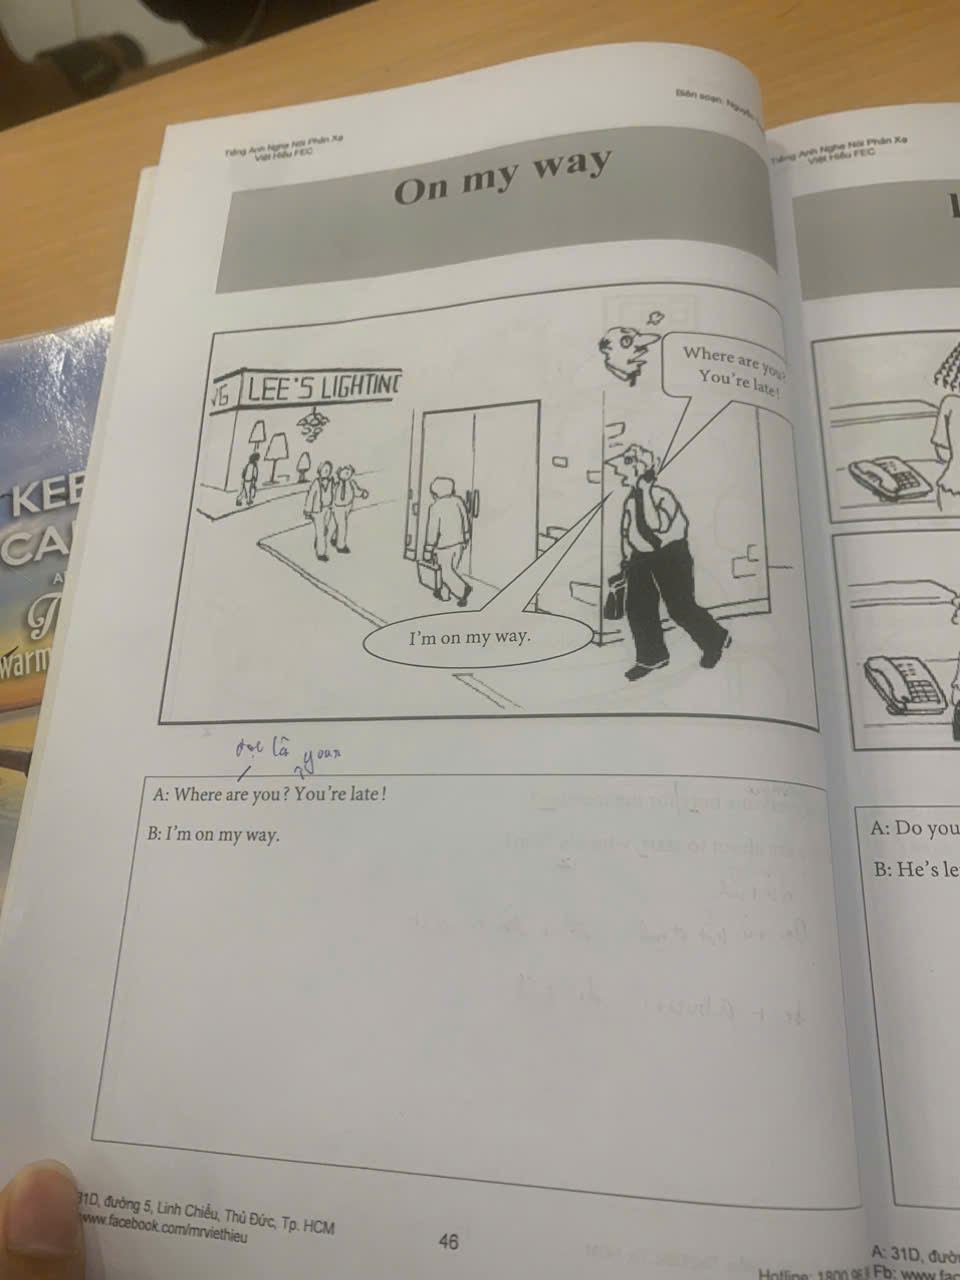 Tiếng Anh Nghe Nói Phản Xạ
Việt Hiếu FEC
Biên soạn: Nguyễn
On my way
LEE'S LIGHTING
Where are you?
You're late!
I'm on my way.
đọc là
A: Where are you? You're late!
B: I'm on my way.
31D, đường 5, Linh Chiểu, Thủ Đức, Tp. HCM
www.facebook.com/mrviethieu
46
Tiếng Anh Nghe Nói Phản Xạ
Việt Hiếu FEC
A: Do you
B: He's le
A: 31D, đườ
Hotline: 1800
Fb: www.fa
KEE
CA
A
warm